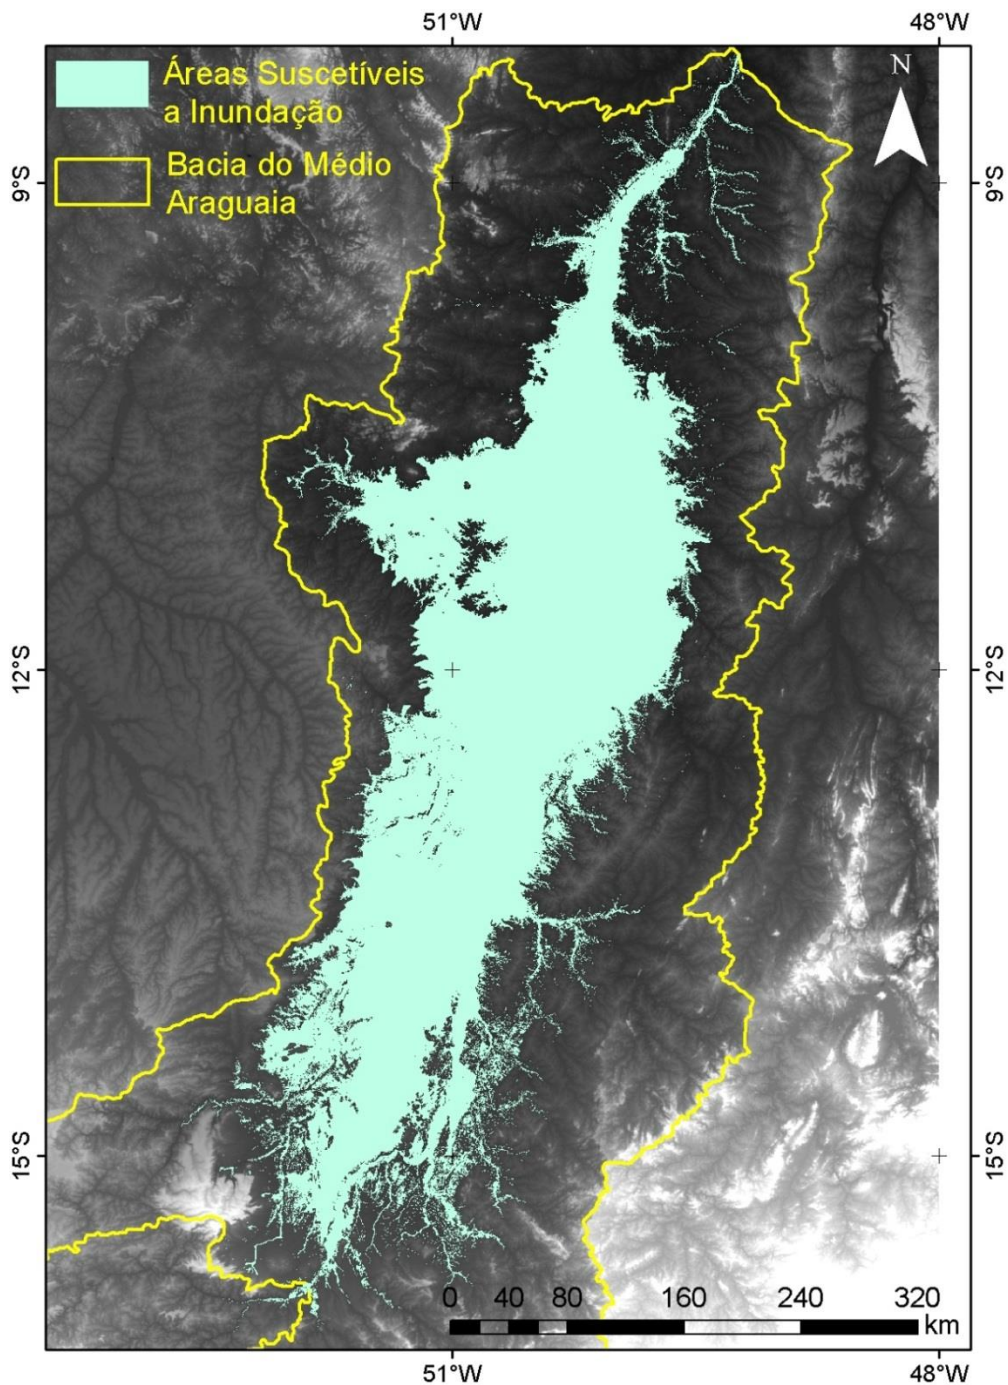 51°W 48°W
Áreas Suscetíveis
a Inundação
Bacia do Médio
Araguaia
N
9°S 9°S
12°S 12°S
15°S 15°S
0 40 80 160 240 320
km
51°W 48°W